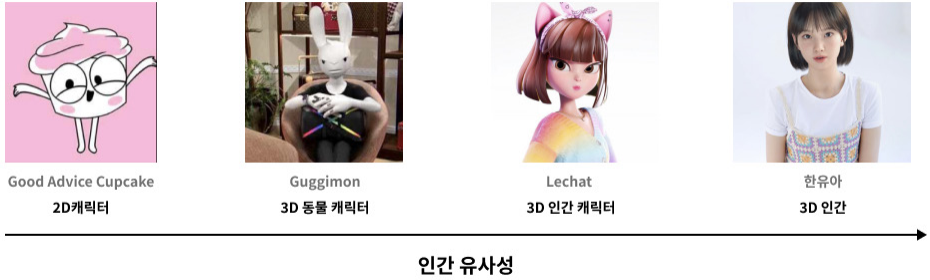 Good Advice Cupcake
Guggimon
Lechat
한유아
2D캐릭터
3D 동물 캐릭터
3D 인간 캐릭터
3D 인간
인간 유사성